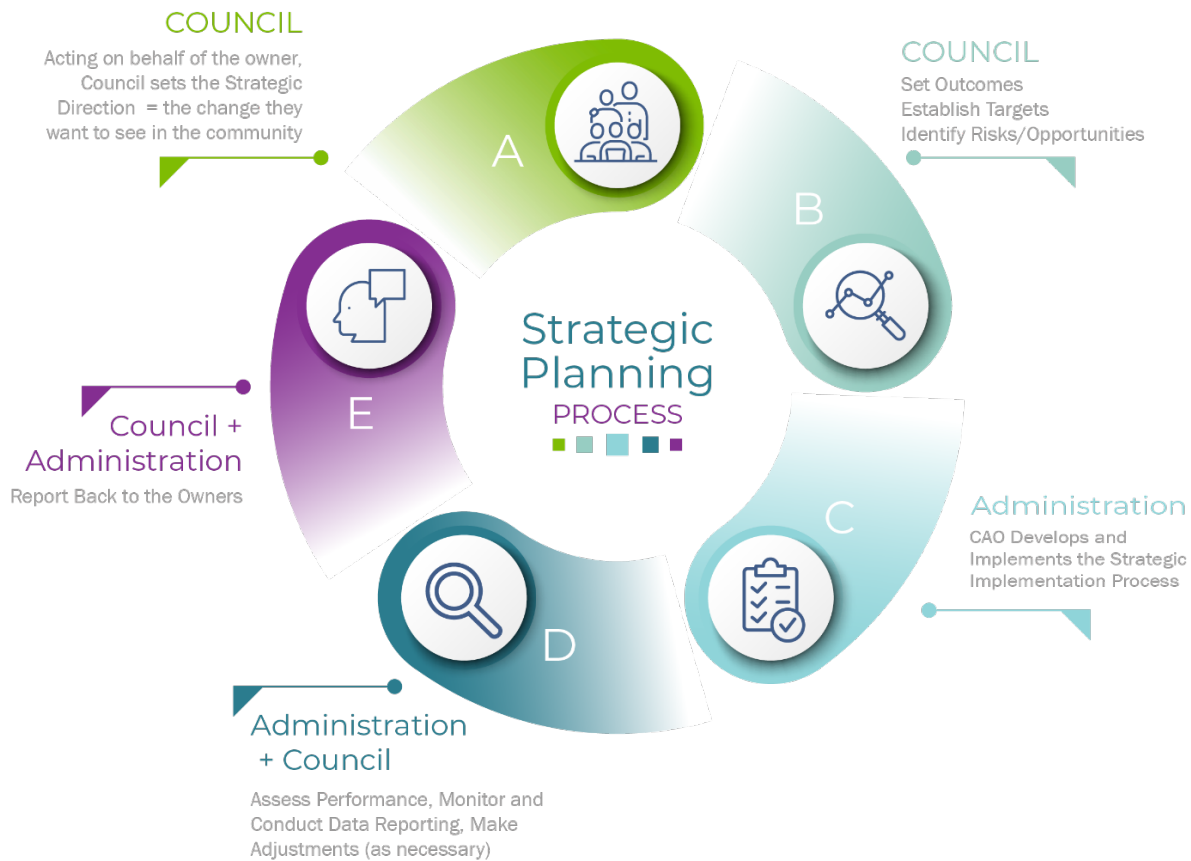 COUNCIL
Acting on behalf of the owner,
Council sets the Strategic
Direction = the change they
want to see in the community
A
COUNCIL
Set Outcomes
Establish Targets
Identify Risks/Opportunities
B
Strategic
Planning
PROCESS
C
Administration
CAO Develops and
Implements the Strategic
Implementation Process
D
Administration
+ Council
Assess Performance, Monitor and
Conduct Data Reporting, Make
Adjustments (as necessary)
E
Council +
Administration
Report Back to the Owners